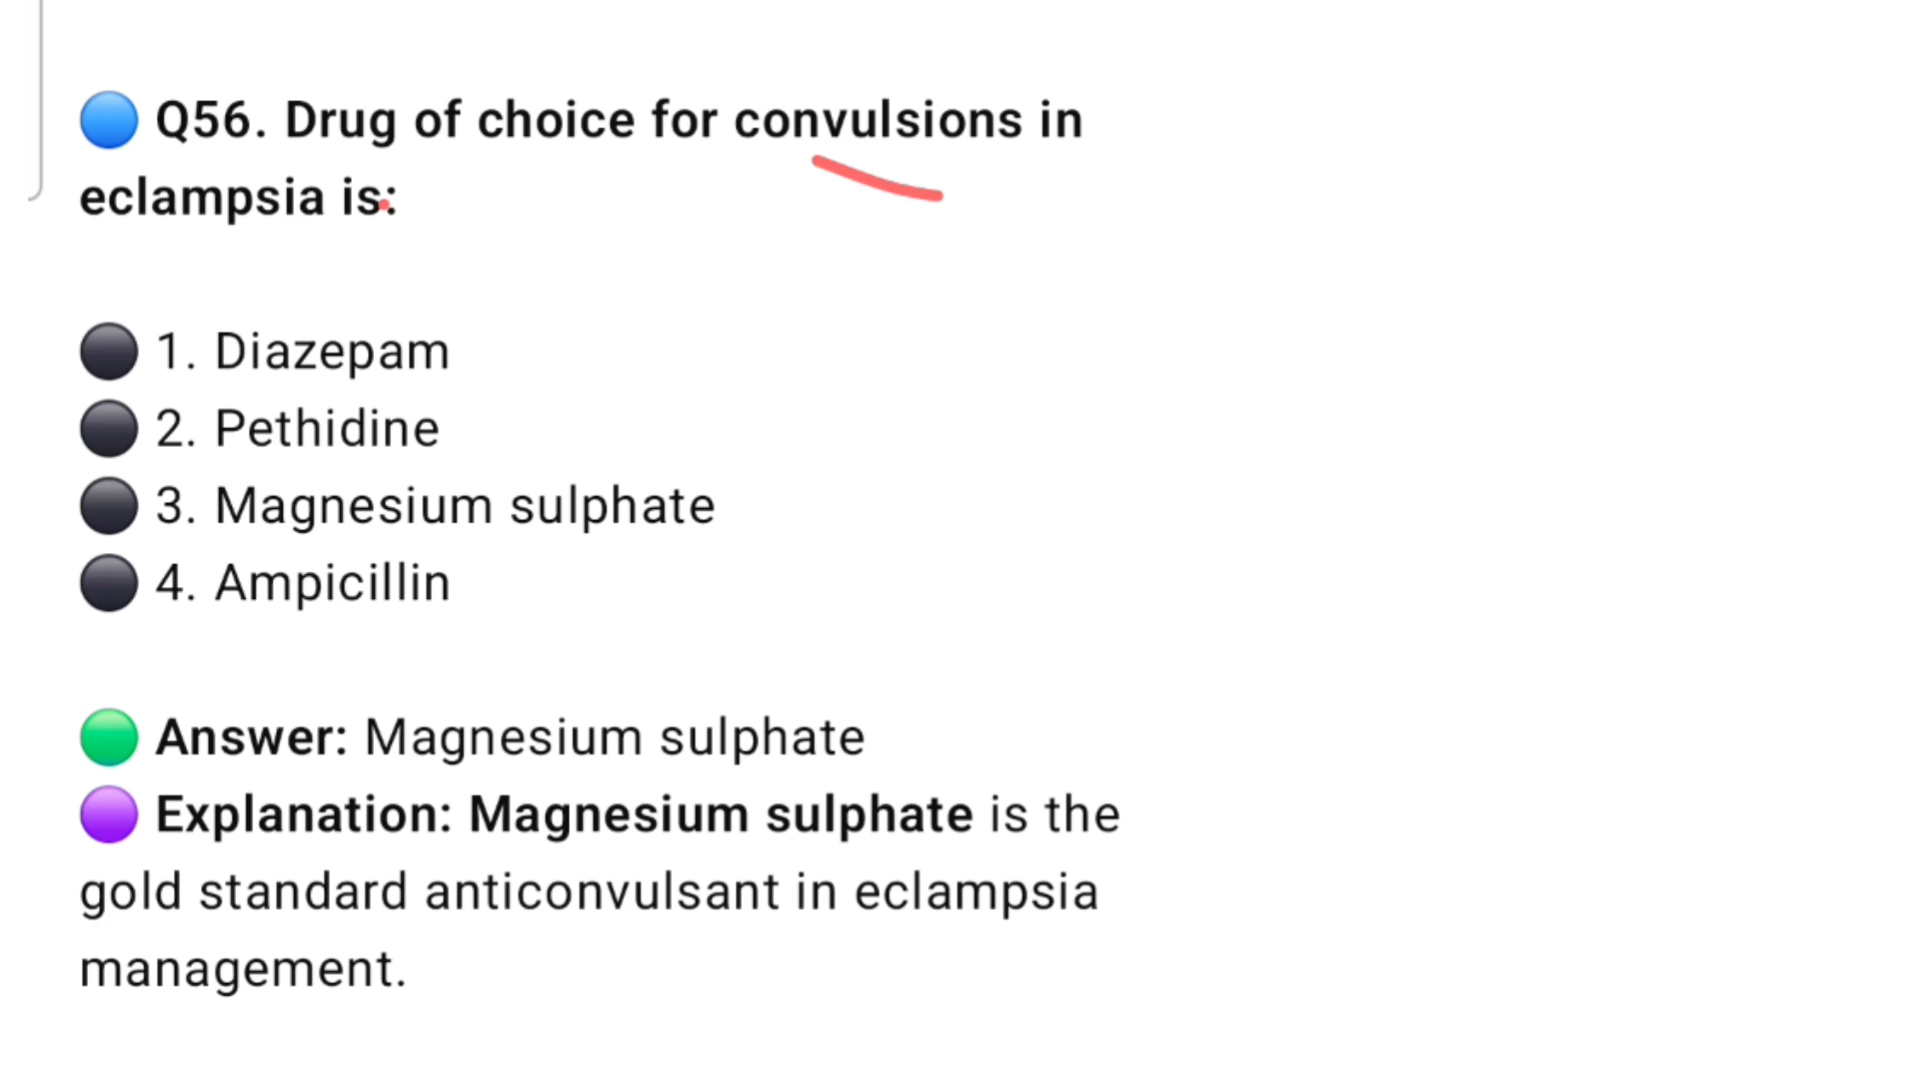 🔵 Q56. Drug of choice for convulsions in
eclampsia is:
⚫ 1. Diazepam
⚫ 2. Pethidine
⚫ 3. Magnesium sulphate
⚫ 4. Ampicillin
🟢 Answer: Magnesium sulphate
🟣 Explanation: Magnesium sulphate is the
gold standard anticonvulsant in eclampsia
management.